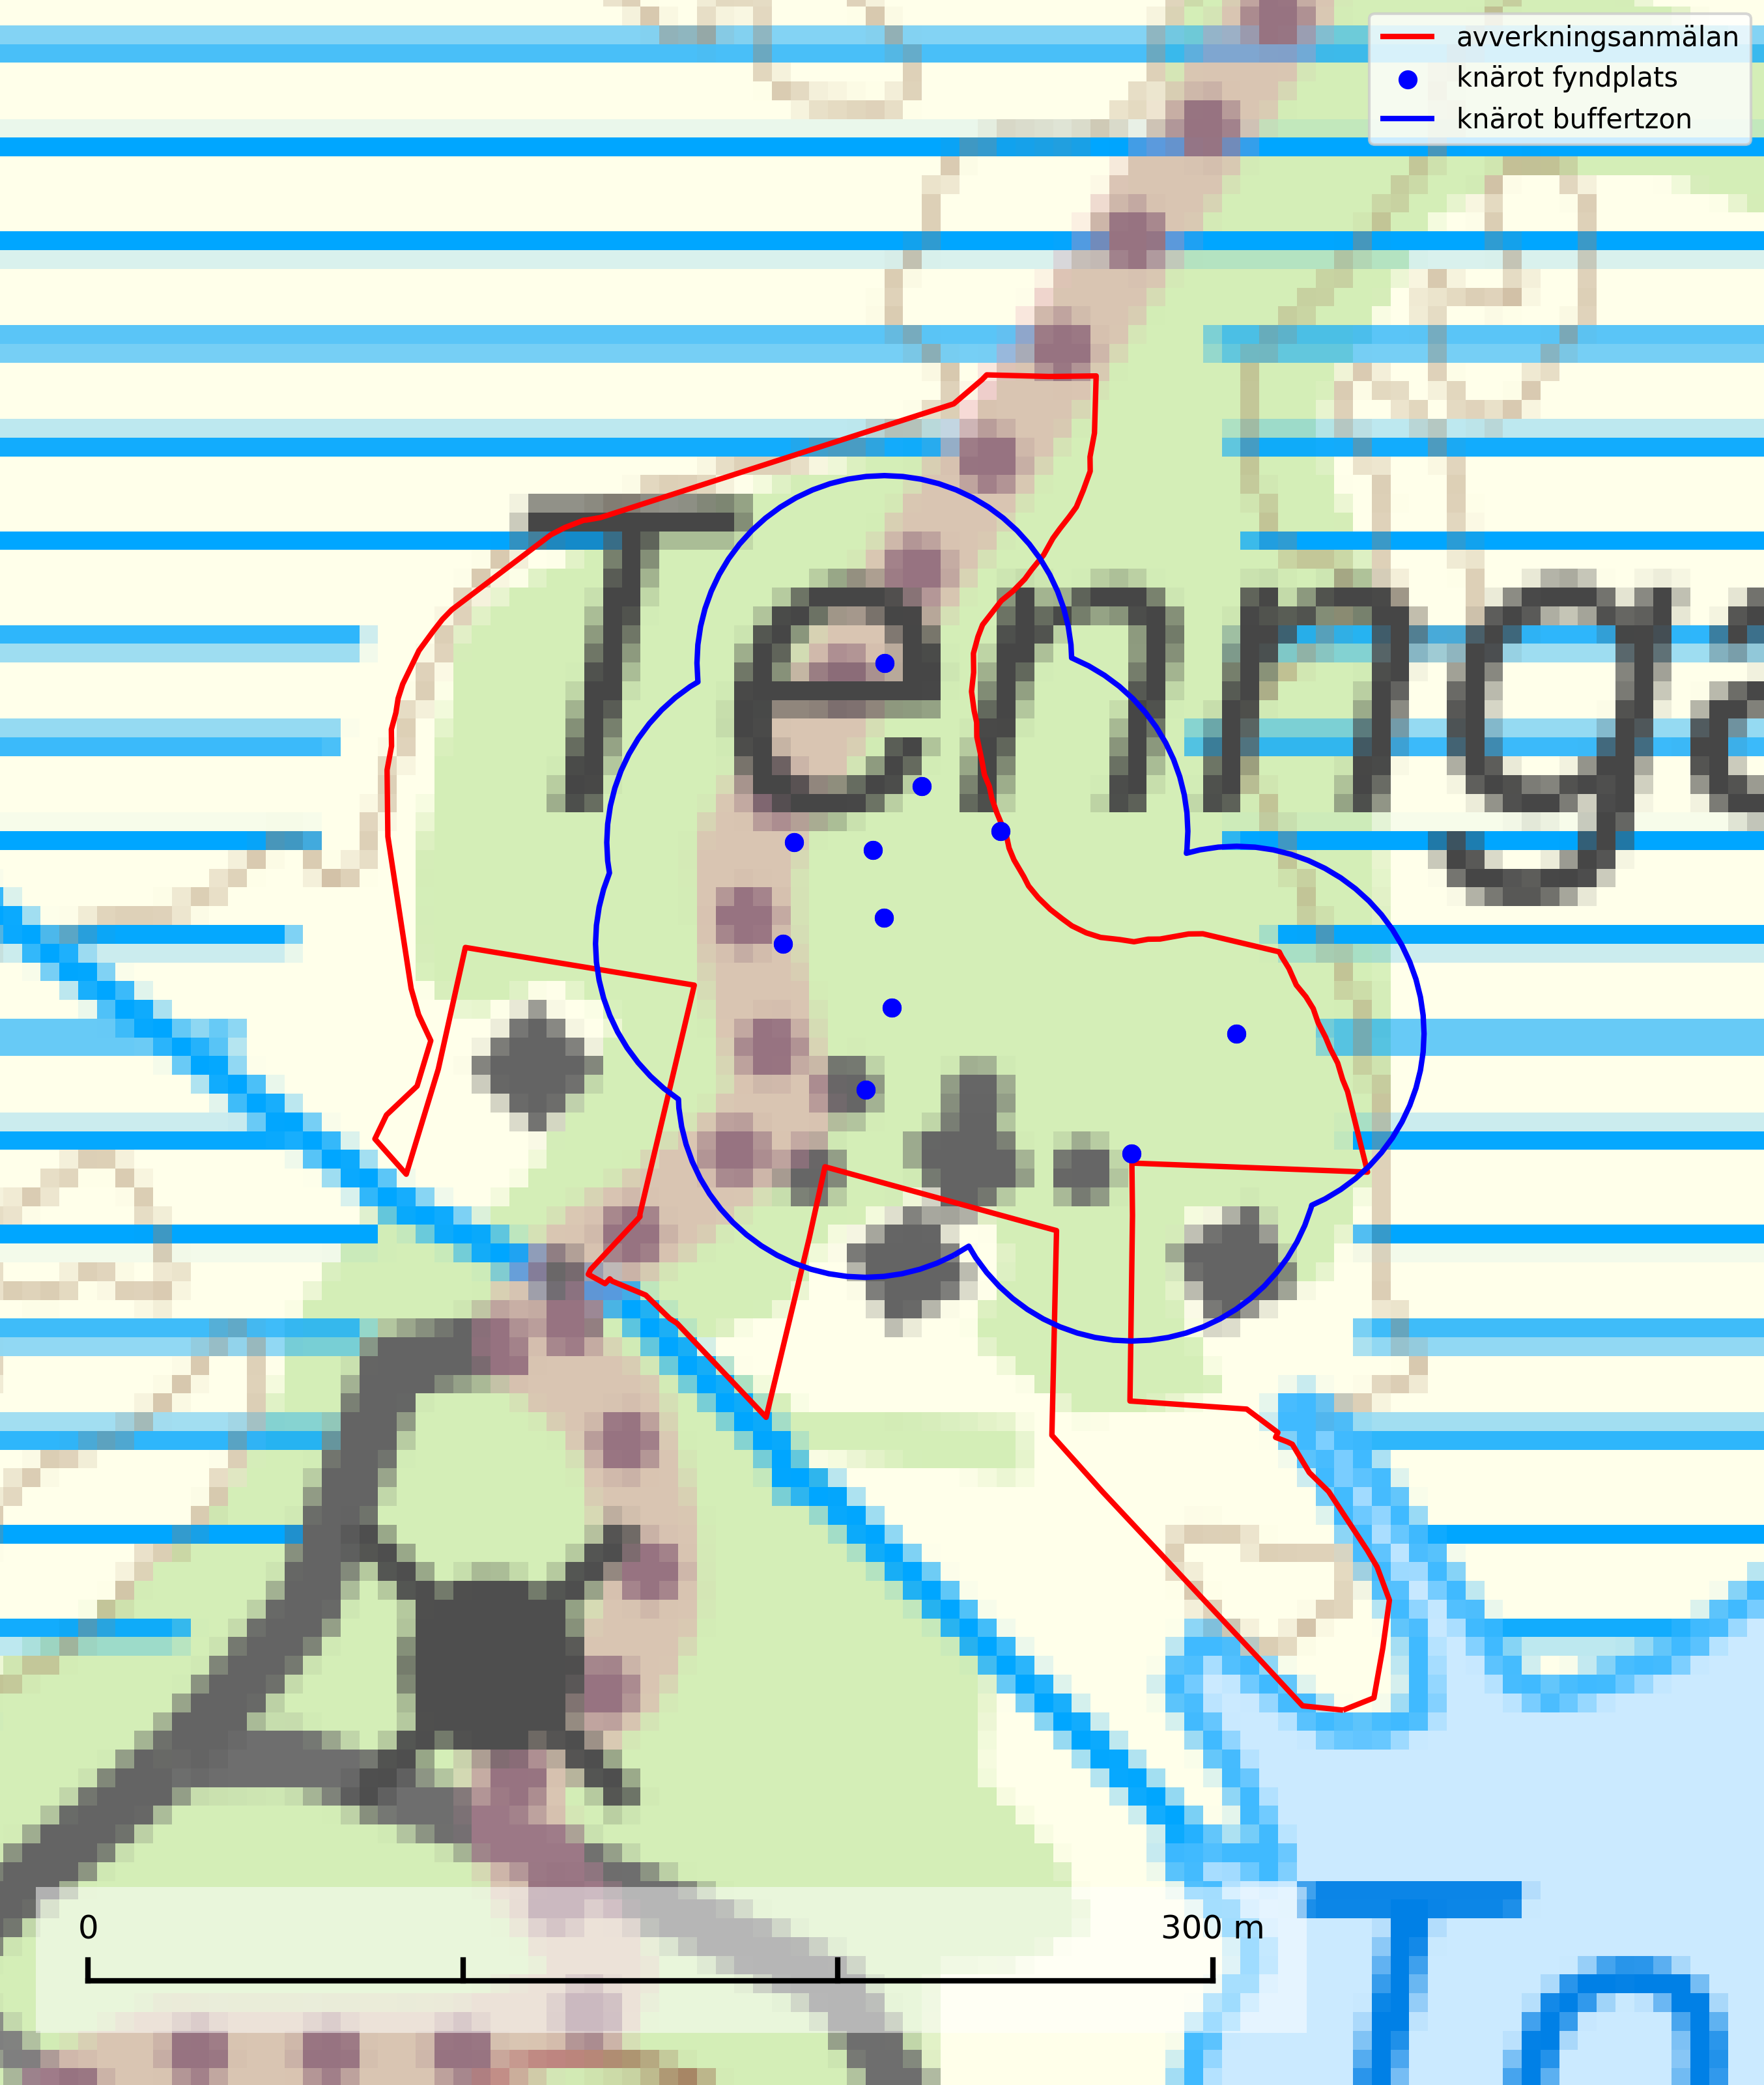 avverkningsanmälan
knärot fyndplats
knärot buffertzon
0
300 m